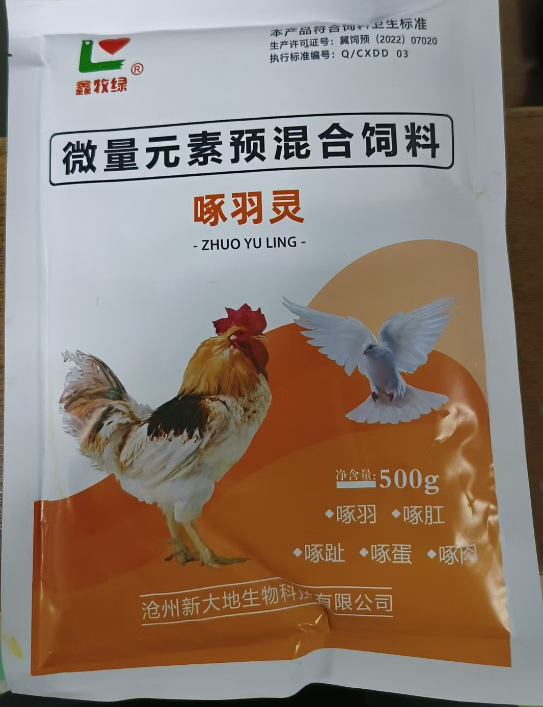 本产品符合饲料卫生标准
生产许可证号：冀饲预（2022）07020
执行标准编号：Q/CXDD 03
鑫牧绿®
微量元素预混合饲料
啄羽灵
- ZHUO YU LING -
净含量:500g
◆啄羽 ◆啄肛
◆啄趾 ◆啄蛋 ◆啄肉
沧州新大地生物科技有限公司